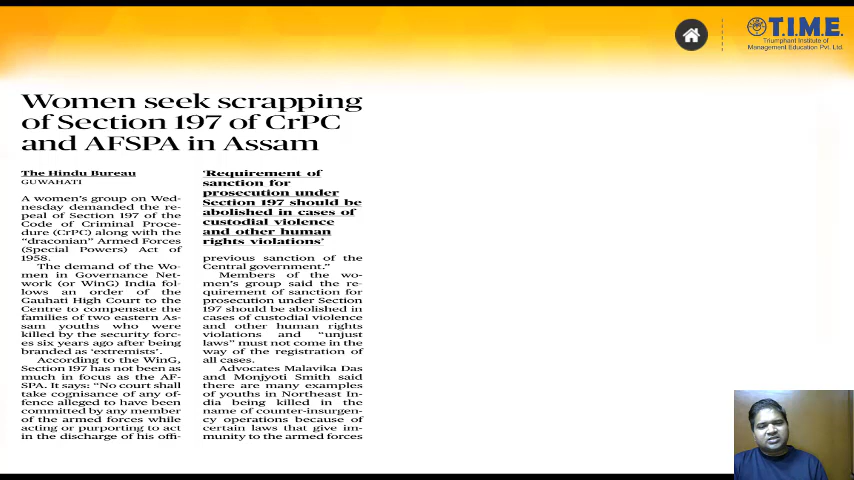 T.I.M.E.
Triumphant Institute of
Management Education Pvt. Ltd.
Women seek scrapping
of Section 197 of CrPC
and AFSPA in Assam
The Hindu Bureau
GUWAHATI
A women's group on Wed-
nesday demanded the re-
peal of Section 197 of the
Code of Criminal Proce-
dure (CrPC) along with the
"draconian" Armed Forces
(Special Powers) Act of
1958.
The demand of the Wo-
men in Governance Net-
work (or WinG) India fol-
lows an order of the
Gauhati High Court to the
Centre to compensate the
families of two eastern As-
sam youths who were
killed by the security forc-
es six years ago after being
branded as 'extremists'.
According to the WinG,
Section 197 has not been as
much in focus as the AF-
SPA. It says: "No court shall
take cognisance of any of-
fence alleged to have been
committed by any member
of the armed forces while
acting or purporting to act
in the discharge of his offi-
'Requirement of
sanction for
prosecution under
Section 197 should be
abolished in cases of
custodial violence
and other human
rights violations'
previous sanction of the
Central government."
Members of the wo-
men's group said the re-
quirement of sanction for
prosecution under Section
197 should be abolished in
cases of custodial violence
and other human rights
violations and "unjust
laws" must not come in the
way of the registration of
all cases.
Advocates Malavika Das
and Monjyoti Smith said
there are many examples
of youths in Northeast In-
dia being killed in the
name of counter-insurgen-
cy operations because of
certain laws that give im-
munity to the armed forces